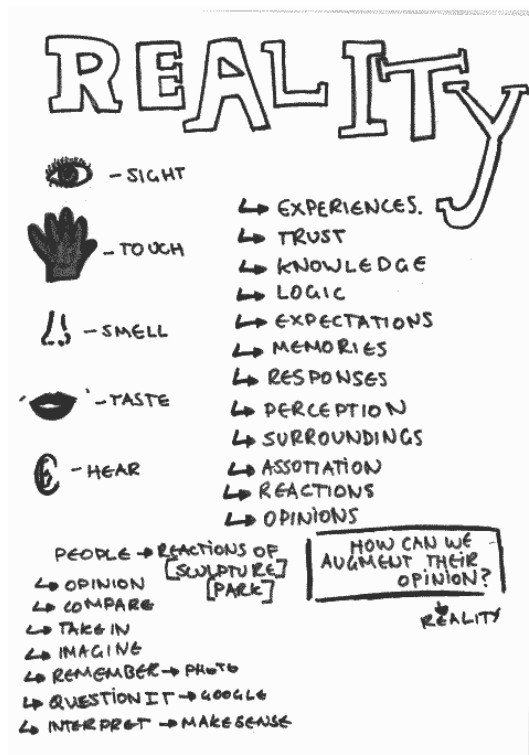 REALITY
- SIGHT
- TOUCH
- SMELL
- TASTE
- HEAR
↳ EXPERIENCES.
↳ TRUST
↳ KNOWLEDGE
↳ LOGIC
↳ EXPECTATIONS
↳ MEMORIES
↳ RESPONSES
↳ PERCEPTION
↳ SURROUNDINGS
↳ ASSOTIATION
↳ REACTIONS
↳ OPINIONS
PEOPLE → REACTIONS OF
[SCULPTURE]
[PARK]
↳ OPINION
↳ COMPARE
↳ TAKE IN
↳ IMAGINE
↳ REMEMBER → PHOTO
↳ QUESTION IT → GOOGLE
↳ INTERPRET → MAKE SENSE
HOW CAN WE
AUGMENT THEIR
OPINION?
REALITY